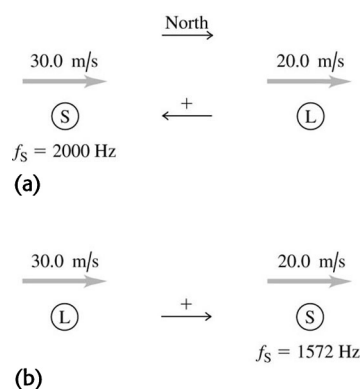 North
30.0 m/s 20.0 m/s
S + L
fS = 2000 Hz
(a)
30.0 m/s 20.0 m/s
L + S
fS = 1572 Hz
(b)